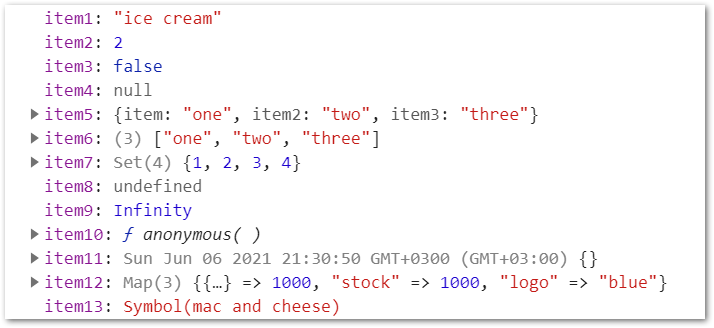 item1: "ice cream"
item2: 2
item3: false
item4: null
item5: {item: "one", item2: "two", item3: "three"}
item6: (3) ["one", "two", "three"]
item7: Set(4) {1, 2, 3, 4}
item8: undefined
item9: Infinity
item10: ƒ anonymous( )
item11: Sun Jun 06 2021 21:30:50 GMT+0300 (GMT+03:00) {}
item12: Map(3) {{…} => 1000, "stock" => 1000, "logo" => "blue"}
item13: Symbol(mac and cheese)